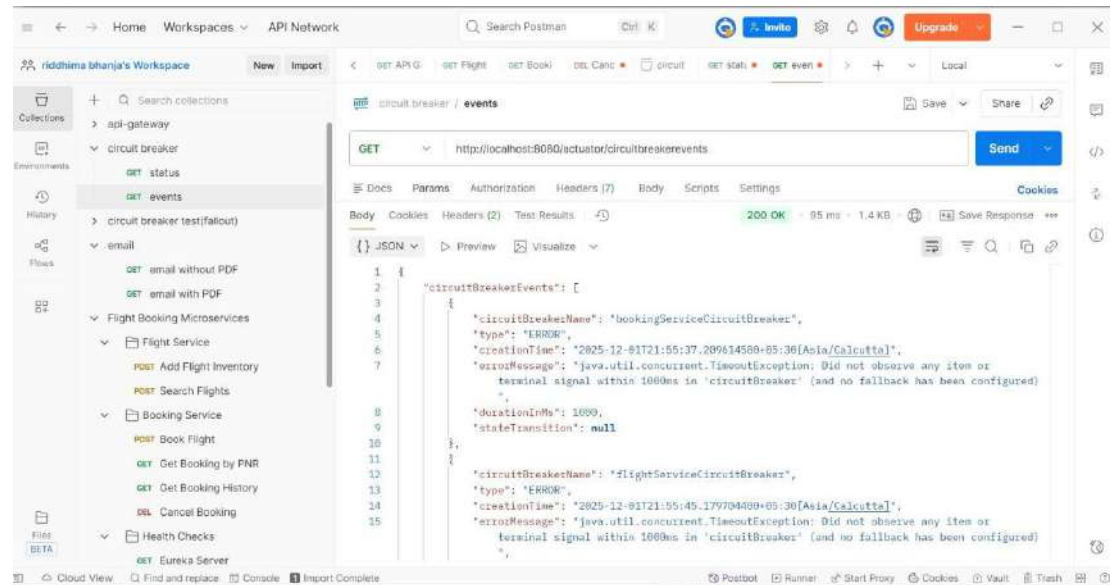 Home Workspaces API Network Search Postman Ctrl K Invite Upgrade
riddhima bhanja's Workspace New Import GET API G GET Flight GET Booki DEL Canc circuit GET stati GET even Local
Collections
Search collections
circuit breaker / events Save Share
api-gateway
circuit breaker
GET http://localhost:8080/actuator/circuitbreakerevents Send
Environments
GET status
GET events
Docs Params Authorization Headers (7) Body Scripts Settings Cookies
History
circuit breaker test(fallout)
Body Cookies Headers (2) Test Results 200 OK 95 ms 1.4 KB Save Response
Flows
email
{} JSON Preview Visualize
GET email without PDF
GET email with PDF
Flight Booking Microservices
Flight Service
POST Add Flight Inventory
POST Search Flights
Booking Service
POST Book Flight
GET Get Booking by PNR
GET Get Booking History
DEL Cancel Booking
Health Checks
GET Eureka Server
Files
BETA
1 {
2 "circuitBreakerEvents": [
3 {
4 "circuitBreakerName": "bookingServiceCircuitBreaker",
5 "type": "ERROR",
6 "creationTime": "2025-12-01T21:55:37.209614500+05:30[Asia/Calcutta]",
7 "errorMessage": "java.util.concurrent.TimeoutException: Did not observe any item or
terminal signal within 1000ms in 'circuitBreaker' (and no fallback has been configured)
",
8 "durationInMs": 1000,
9 "stateTransition": null
10 },
11 {
12 "circuitBreakerName": "flightServiceCircuitBreaker",
13 "type": "ERROR",
14 "creationTime": "2025-12-01T21:55:45.179704400+05:30[Asia/Calcutta]",
15 "errorMessage": "java.util.concurrent.TimeoutException: Did not observe any item or
terminal signal within 1000ms in 'circuitBreaker' (and no fallback has been configured)
",
Cloud View Find and replace Console Import Complete Postbot Runner Start Proxy Cookies Vault Trash